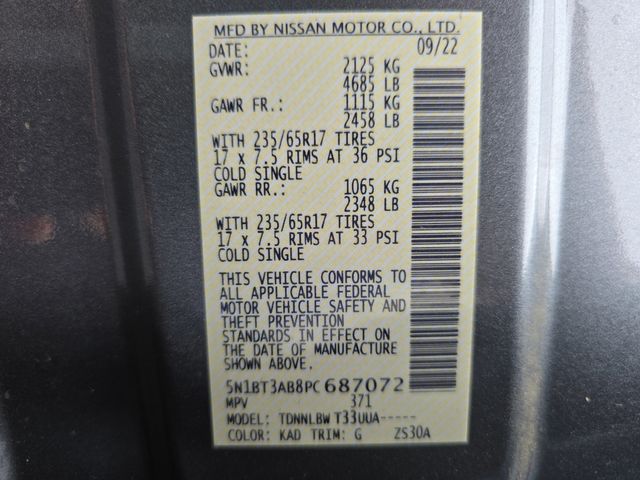 MFD BY NISSAN MOTOR CO., LTD.
DATE: 09/22
GVWR: 2125 KG
4685 LB
GAWR FR.: 1115 KG
2458 LB
WITH 235/65R17 TIRES
17 x 7.5 RIMS AT 36 PSI
COLD SINGLE
GAWR RR.: 1065 KG
2348 LB
WITH 235/65R17 TIRES
17 x 7.5 RIMS AT 33 PSI
COLD SINGLE
THIS VEHICLE CONFORMS TO
ALL APPLICABLE FEDERAL
MOTOR VEHICLE SAFETY AND
THEFT PREVENTION
STANDARDS IN EFFECT ON
THE DATE OF MANUFACTURE
SHOWN ABOVE.
5N1BT3AB8PC687072
MPV 371
MODEL: TDNNLBW T33UUA-----
COLOR: KAD TRIM: G ZS30A